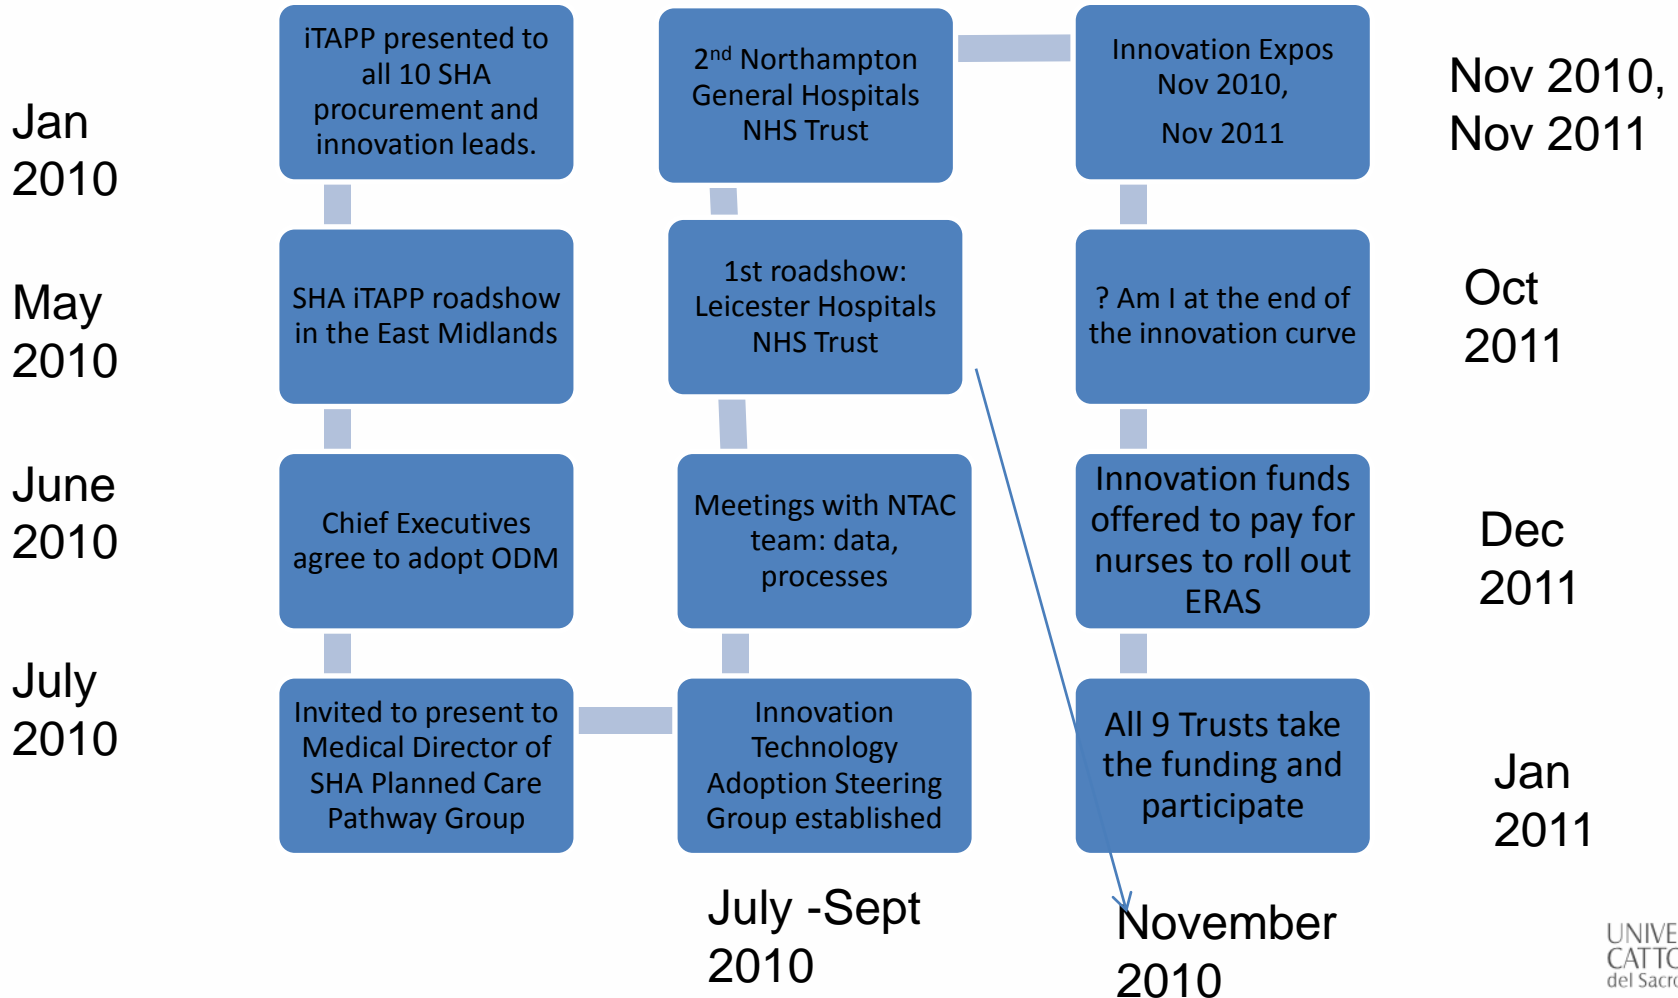 Jan
2010
May
2010
June
2010
July
2010
iTAPP presented to
all 10 SHA
procurement and
innovation leads.
SHA iTAPP roadshow
in the East Midlands
Chief Executives
agree to adopt ODM
Invited to present to
Medical Director of
SHA Planned Care
Pathway Group
2nd Northampton
General Hospitals
NHS Trust
1st roadshow:
Leicester Hospitals
NHS Trust
Meetings with NTAC
team: data,
processes
Innovation
Technology
Adoption Steering
Group established
July -Sept
2010
Innovation Expos
Nov 2010,
Nov 2011
? Am I at the end of
the innovation curve
Innovation funds
offered to pay for
nurses to roll out
ERAS
All 9 Trusts take
the funding and
participate
November
2010
Nov 2010,
Nov 2011
Oct
2011
Dec
2011
Jan
2011
UNIVE
CATTO
del Sacro